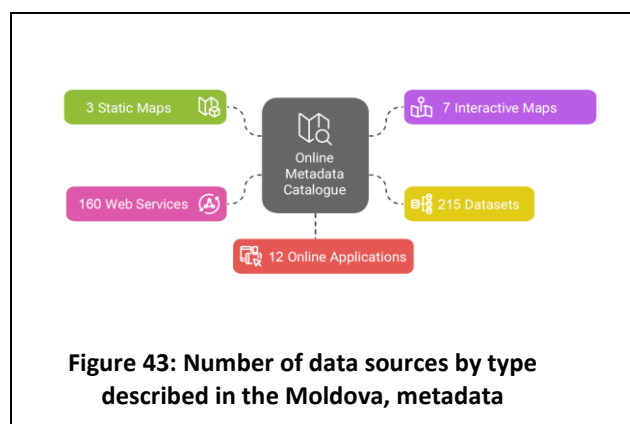 3 Static Maps
7 Interactive Maps
Online
Metadata
Catalogue
160 Web Services
215 Datasets
12 Online Applications
Figure 43: Number of data sources by type
described in the Moldova, metadata